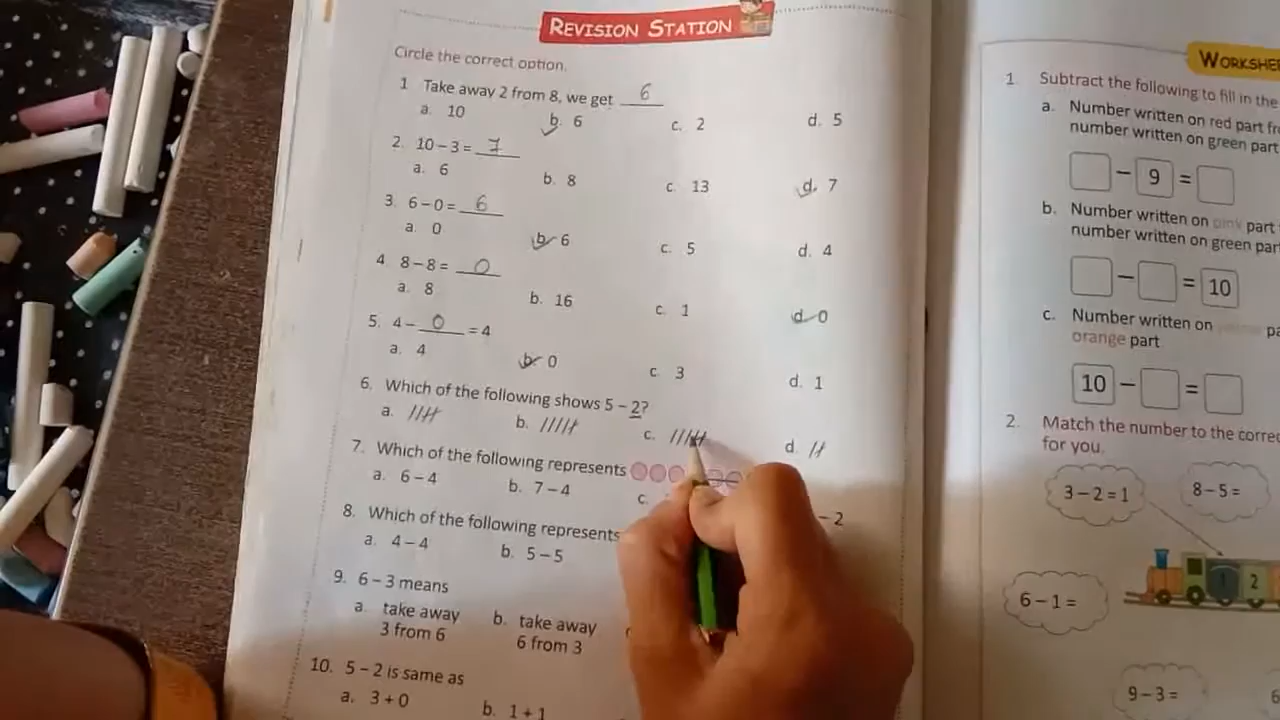 REVISION STATION
Circle the correct option.
1 Take away 2 from 8, we get 6
a. 10 b. 6 c. 2 d. 5
2. 10 – 3 = 7
a. 6 b. 8 c. 13 d. 7
3. 6 – 0 = 6
a. 0 b. 6 c. 5 d. 4
4. 8 – 8 = 0
a. 8 b. 16 c. 1 d. 0
5. 4 – 0 = 4
a. 4 b. 0 c. 3 d. 1
6. Which of the following shows 5 – 2?
a. b. c. d.
7. Which of the following represents
a. 6 – 4 b. 7 – 4 c. – 2
8. Which of the following represents
a. 4 – 4 b. 5 – 5
9. 6 – 3 means
a. take away b. take away
3 from 6 6 from 3
10. 5 – 2 is same as
a. 3 + 0 b. 1 + 1
1. Subtract the following to fill in the
a. Number written on red part
number written on green part
– 9 =
b. Number written on pink part
number written on green
– = 10
c. Number written on
orange part
10 – =
2. Match the number to the
for you.
3 – 2 = 1 8 – 5 =
1 2
6 – 1 =
9 – 3 =